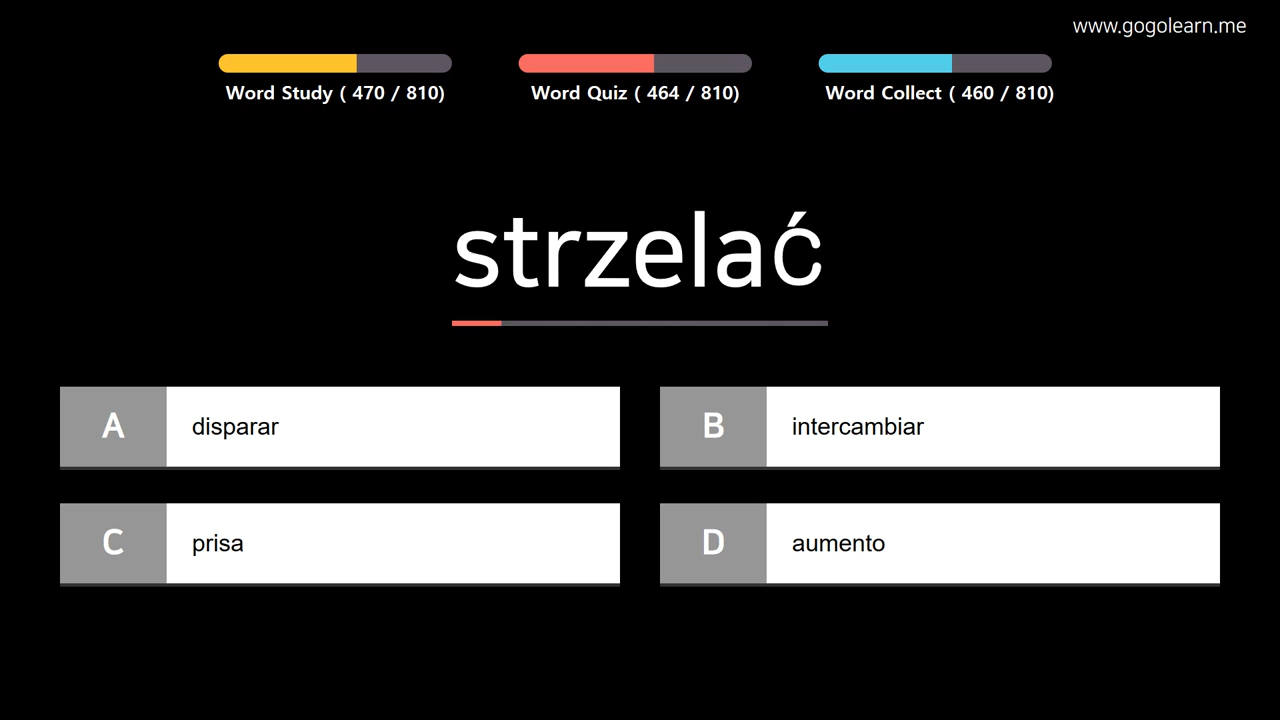 www.gogolearn.me
Word Study ( 470 / 810)
Word Quiz ( 464 / 810)
Word Collect ( 460 / 810)
strzelać
A disparar
B intercambiar
C prisa
D aumento